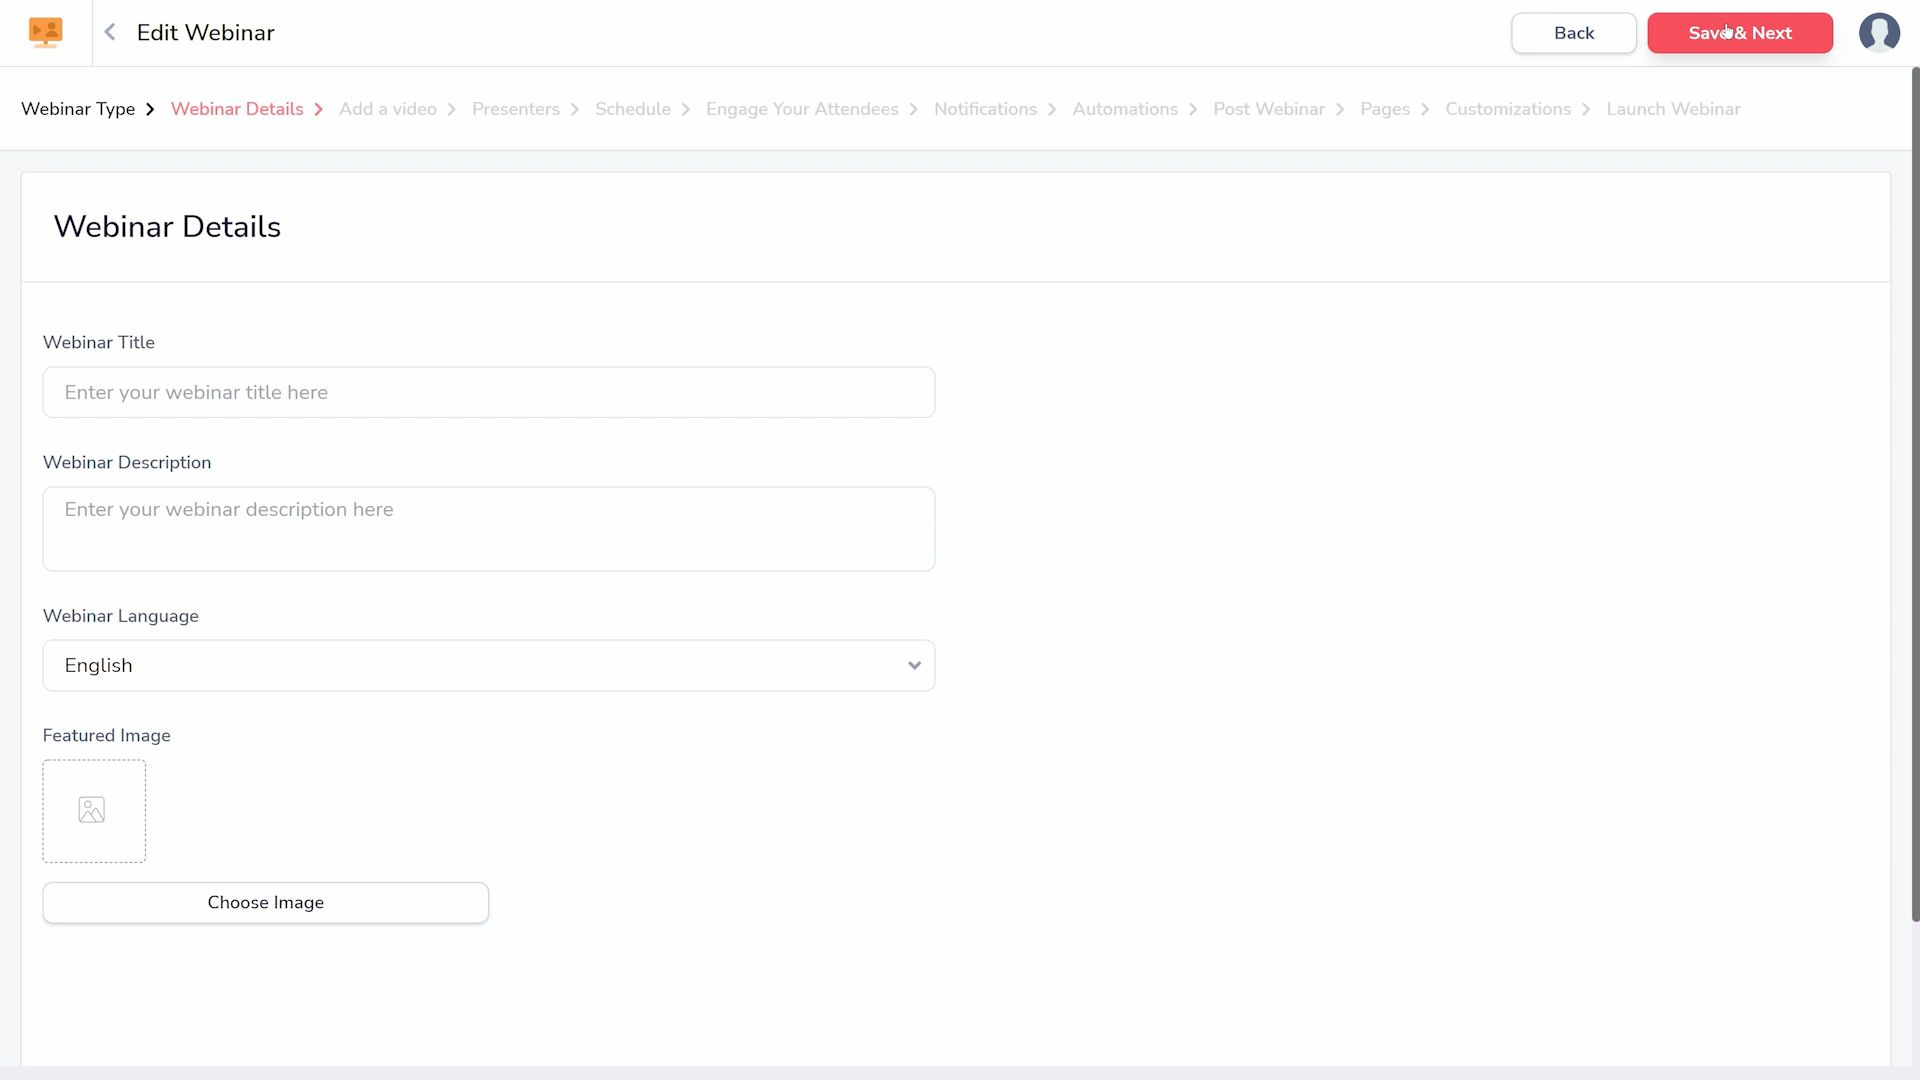 Edit Webinar
Back
Save & Next
Webinar Type
Webinar Details
Add a video
Presenters
Schedule
Engage Your Attendees
Notifications
Automations
Post Webinar
Pages
Customizations
Launch Webinar
Webinar Details
Webinar Title
Enter your webinar title here
Webinar Description
Enter your webinar description here
Webinar Language
English
Featured Image
Choose Image